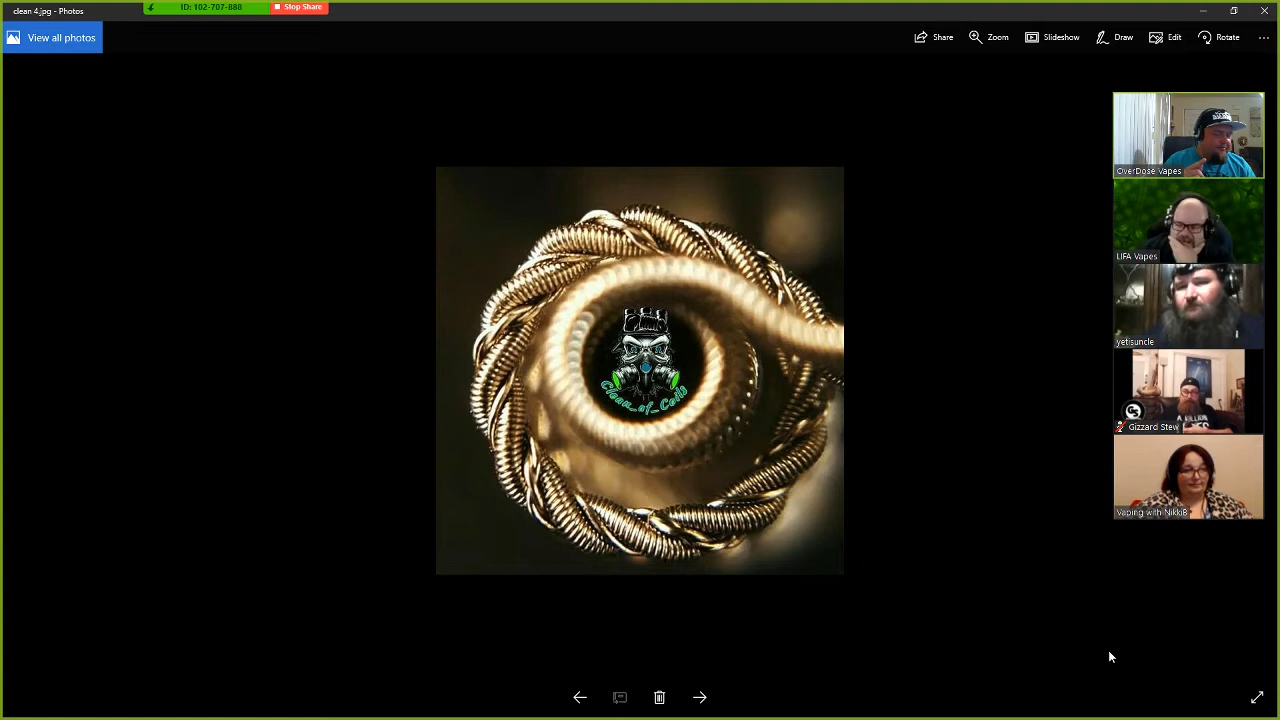 clean 4.jpg - Photos
ID: 102-707-888
Stop Share
View all photos
Share
Zoom
Slideshow
Draw
Edit
Rotate
OverDose Vapes
LIFA Vapes
yetisuncle
Gizzard Stew
A MILLION
Vaping with NikkiB
Clean_of_Coils